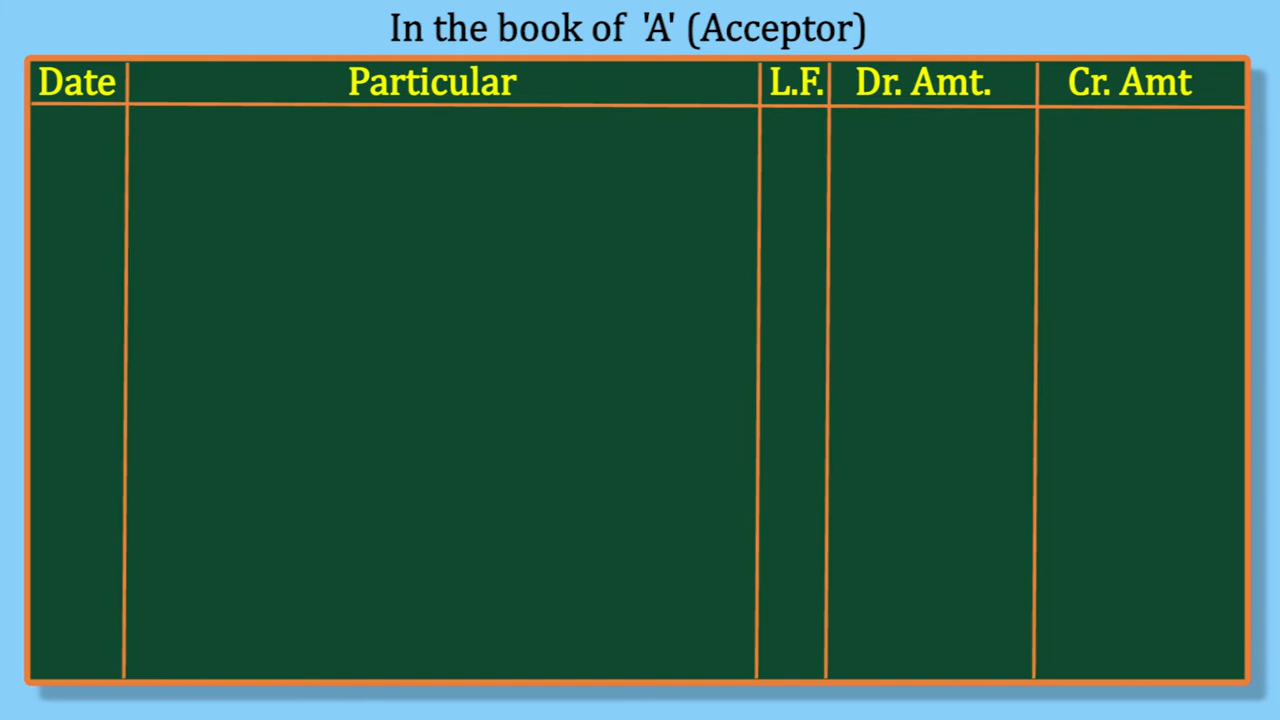 In the book of 'A' (Acceptor)
Date Particular L.F. Dr. Amt. Cr. Amt